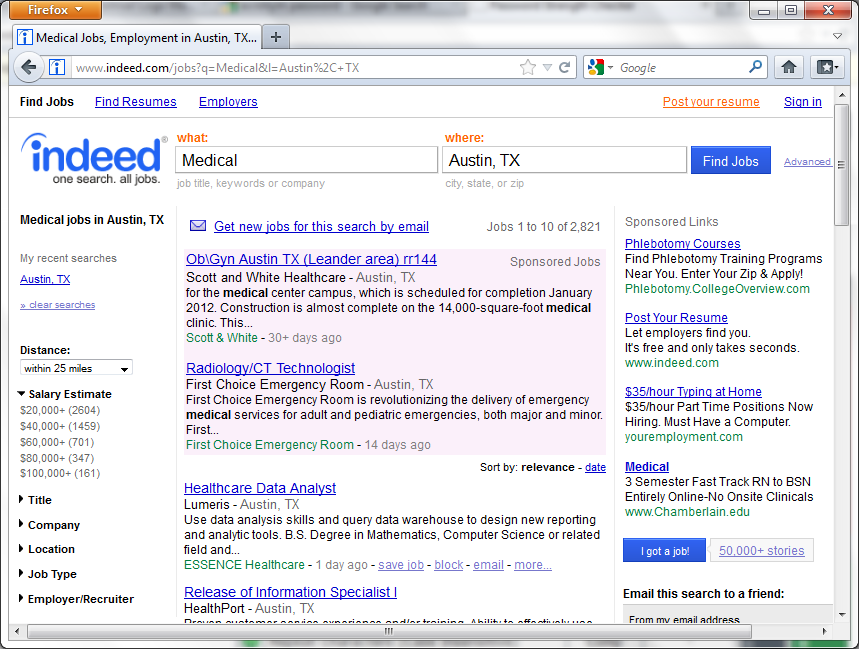 Firefox
Medical Jobs, Employment in Austin, TX...
www.indeed.com/jobs?q=Medical&l=Austin%2C+TX
Google
Find Jobs Find Resumes Employers Post your resume Sign in
indeed®
one search. all jobs.
what: where:
Medical Austin, TX Find Jobs Advanced
job title, keywords or company city, state, or zip
Medical jobs in Austin, TX
My recent searches
Austin, TX
» clear searches
Distance:
within 25 miles
Salary Estimate
$20,000+ (2604)
$40,000+ (1459)
$60,000+ (701)
$80,000+ (347)
$100,000+ (161)
Title
Company
Location
Job Type
Employer/Recruiter
Get new jobs for this search by email Jobs 1 to 10 of 2,821
Ob\Gyn Austin TX (Leander area) rr144 Sponsored Jobs
Scott and White Healthcare - Austin, TX
for the medical center campus, which is scheduled for completion January
2012. Construction is almost complete on the 14,000-square-foot medical
clinic. This...
Scott & White - 30+ days ago
Radiology/CT Technologist
First Choice Emergency Room - Austin, TX
First Choice Emergency Room is revolutionizing the delivery of emergency
medical services for adult and pediatric emergencies, both major and minor.
First...
First Choice Emergency Room - 14 days ago
Sort by: relevance - date
Healthcare Data Analyst
Lumeris - Austin, TX
Use data analysis skills and query data warehouse to design new reporting
and analytic tools. B.S. Degree in Mathematics, Computer Science or related
field and...
ESSENCE Healthcare - 1 day ago - save job - block - email - more...
Release of Information Specialist I
HealthPort - Austin, TX
Proven customer service experience and/or training. Ability to effectively use
Sponsored Links
Phlebotomy Courses
Find Phlebotomy Training Programs
Near You. Enter Your Zip & Apply!
Phlebotomy.CollegeOverview.com
Post Your Resume
Let employers find you.
It's free and only takes seconds.
www.indeed.com
$35/hour Typing at Home
$35/hour Part Time Positions Now
Hiring. Must Have a Computer.
youremployment.com
Medical
3 Semester Fast Track RN to BSN
Entirely Online-No Onsite Clinicals
www.Chamberlain.edu
I got a job! 50,000+ stories
Email this search to a friend:
From my email address